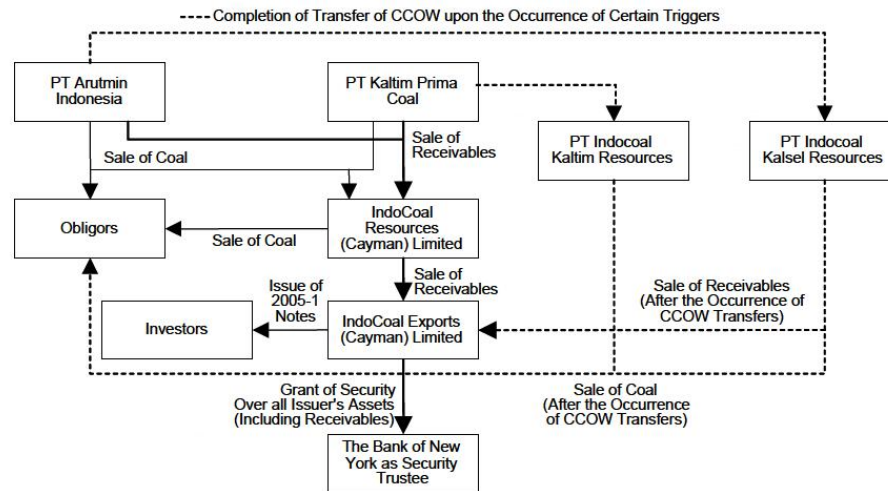 Completion of Transfer of CCOW upon the Occurrence of Certain Triggers
PT Arutmin
Indonesia
PT Kaltim Prima
Coal
Sale of
Receivables
PT Indocoal
Kaltim Resources
PT Indocoal
Kalsel Resources
Sale of Coal
Obligors
Sale of Coal
IndoCoal
Resources
(Cayman) Limited
Sale of
Receivables
Issue of
2005-1
Notes
Investors
IndoCoal Exports
(Cayman) Limited
Sale of Receivables
(After the Occurrence of
CCOW Transfers)
Grant of Security
Over all Issuer's Assets
(Including Receivables)
Sale of Coal
(After the Occurrence
of CCOW Transfers)
The Bank of New
York as Security
Trustee